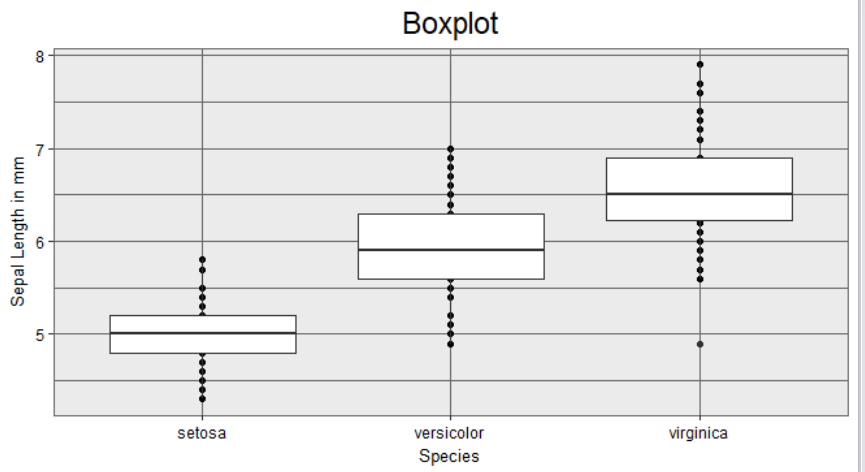 Boxplot
8
7
6
5
Sepal Length in mm
setosa versicolor virginica
Species